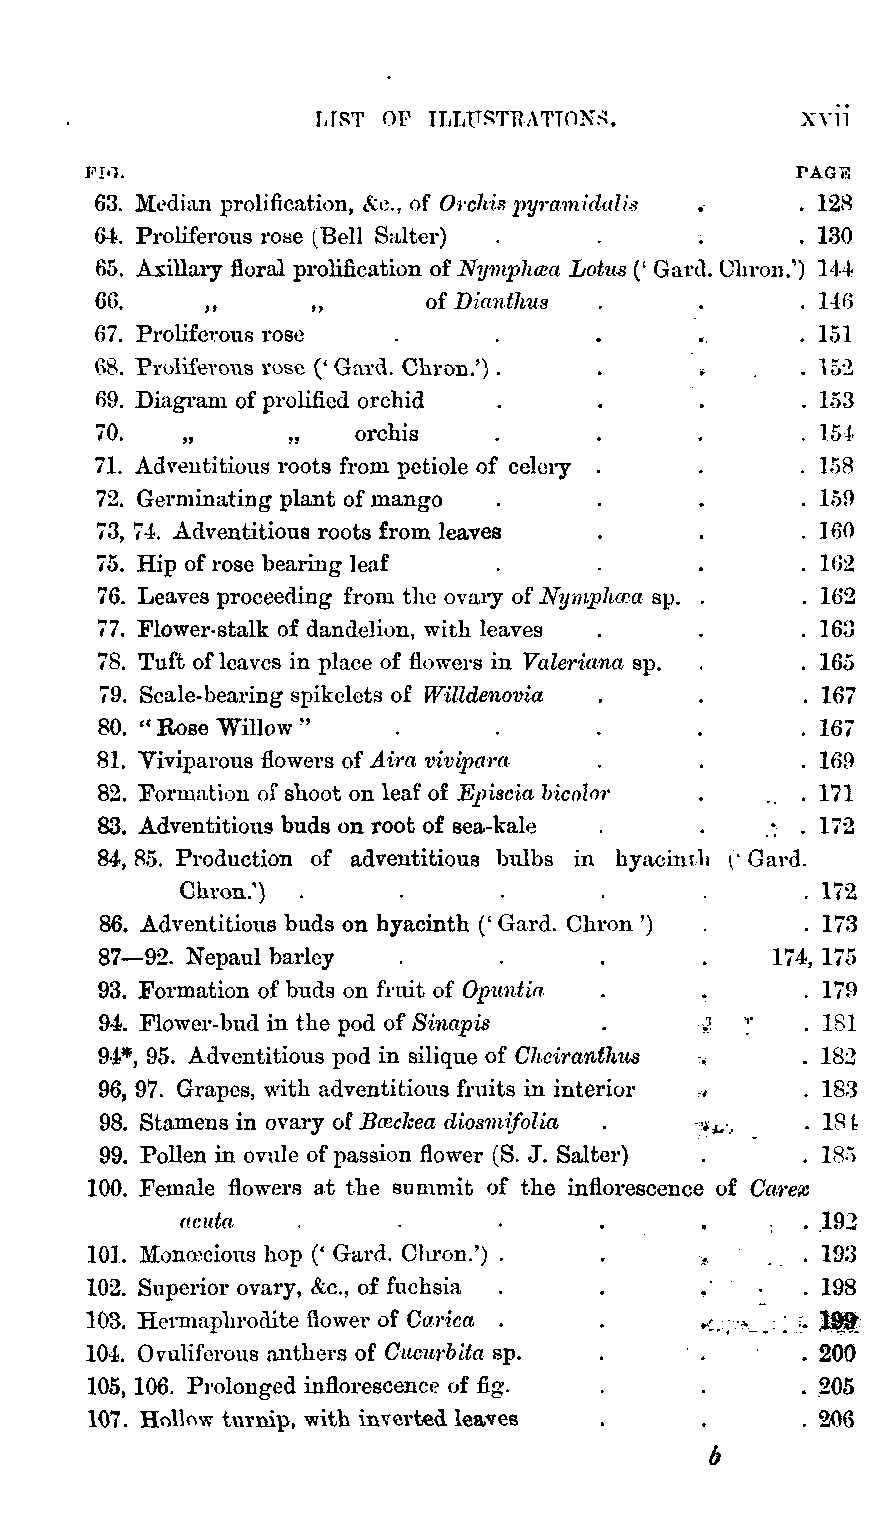 LIST OF ILLUSTRATIONS. xvii
FIG. PAGE
63. Median prolification, &c., of Orchis pyramidalis . . 128
64. Proliferous rose (Bell Salter) . . . . 130
65. Axillary floral prolification of Nymphæa Lotus (‘Gard. Chron.’) 144
66. „ „ of Dianthus . . . 146
67. Proliferous rose . . . . . 151
68. Proliferous rose (‘Gard. Chron.’) . . . . 152
69. Diagram of prolified orchid . . . . 153
70. „ „ orchis . . . . 154
71. Adventitious roots from petiole of celery . . . 158
72. Germinating plant of mango . . . . 159
73, 74. Adventitious roots from leaves . . . 160
75. Hip of rose bearing leaf . . . . 162
76. Leaves proceeding from the ovary of Nymphæa sp. . . 162
77. Flower-stalk of dandelion, with leaves . . . 163
78. Tuft of leaves in place of flowers in Valeriana sp. . . 165
79. Scale-bearing spikelets of Willdenovia . . . 167
80. “Rose Willow” . . . . . 167
81. Viviparous flowers of Aira vivipara . . . 169
82. Formation of shoot on leaf of Episcia bicolor . . 171
83. Adventitious buds on root of sea-kale . . . 172
84, 85. Production of adventitious bulbs in hyacinth (‘Gard.
Chron.’) . . . . . . 172
86. Adventitious buds on hyacinth (‘Gard. Chron ’) . . 173
87—92. Nepaul barley . . . . 174, 175
93. Formation of buds on fruit of Opuntia . . . 179
94. Flower-bud in the pod of Sinapis . . . 181
94*, 95. Adventitious pod in silique of Cheiranthus . . 182
96, 97. Grapes, with adventitious fruits in interior . . 183
98. Stamens in ovary of Bæckea diosmifolia . . . 184
99. Pollen in ovule of passion flower (S. J. Salter) . . 185
100. Female flowers at the summit of the inflorescence of Carex
acuta . . . . . . 192
101. Monœcious hop (‘Gard. Chron.’) . . . . 193
102. Superior ovary, &c., of fuchsia . . . . 198
103. Hermaphrodite flower of Carica . . . . 199
104. Ovuliferous anthers of Cucurbita sp. . . . 200
105, 106. Prolonged inflorescence of fig. . . . 205
107. Hollow turnip, with inverted leaves . . . 206
b